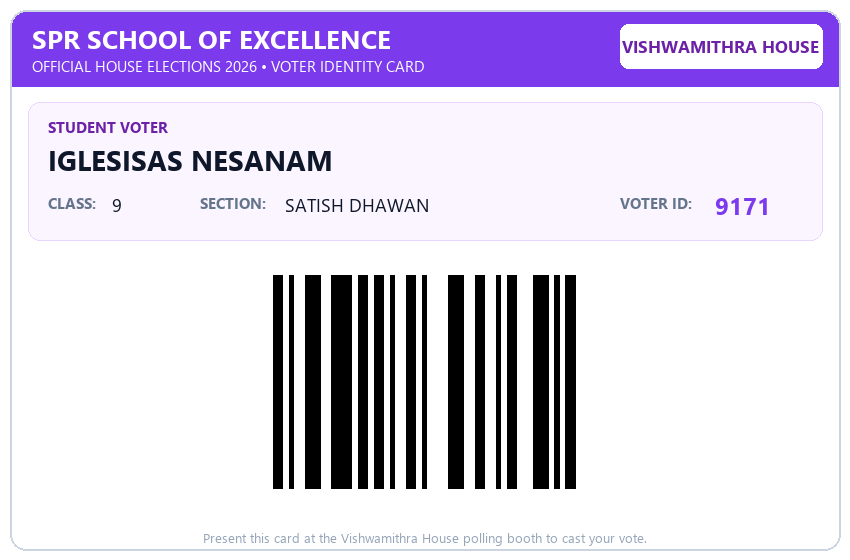 SPR SCHOOL OF EXCELLENCE
VISHWAMITHRA HOUSE
OFFICIAL HOUSE ELECTIONS 2026 • VOTER IDENTITY CARD
STUDENT VOTER
IGLESISAS NESANAM
CLASS: 9 SECTION: SATISH DHAWAN VOTER ID: 9171
Present this card at the Vishwamithra House polling booth to cast your vote.